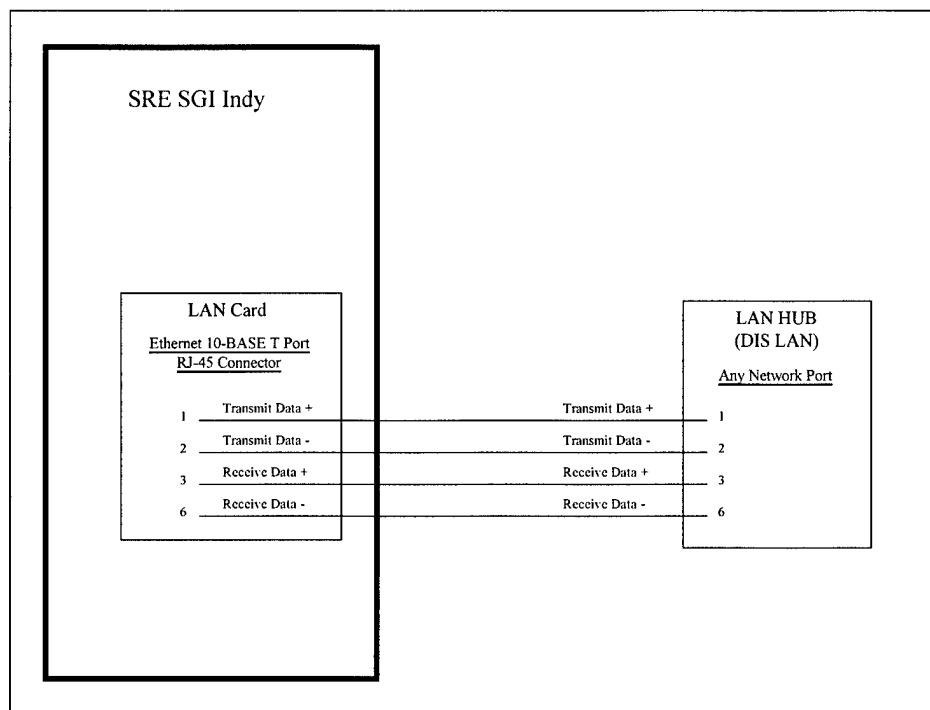 SRE SGI Indy
LAN Card
Ethernet 10-BASE T Port
RJ-45 Connector
LAN HUB
(DIS LAN)
Any Network Port
1 Transmit Data + Transmit Data + 1
2 Transmit Data - Transmit Data - 2
3 Receive Data + Receive Data + 3
6 Receive Data - Receive Data - 6